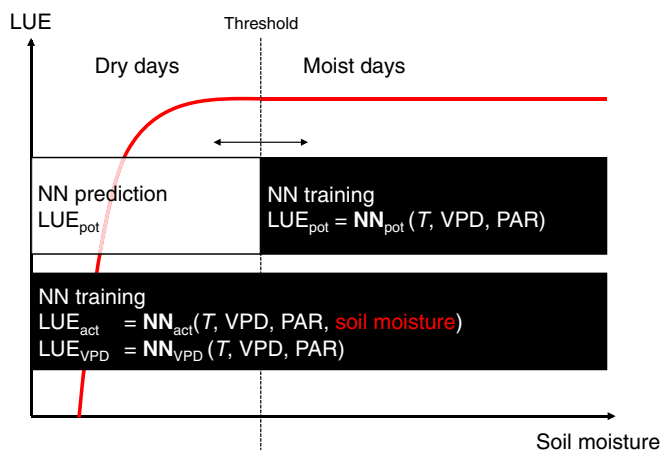 LUE
Threshold
Dry days
Moist days
NN prediction
LUEpot
NN training
LUEpot = NNpot (T, VPD, PAR)
NN training
LUEact = NNact(T, VPD, PAR, soil moisture)
LUEVPD = NNVPD (T, VPD, PAR)
Soil moisture